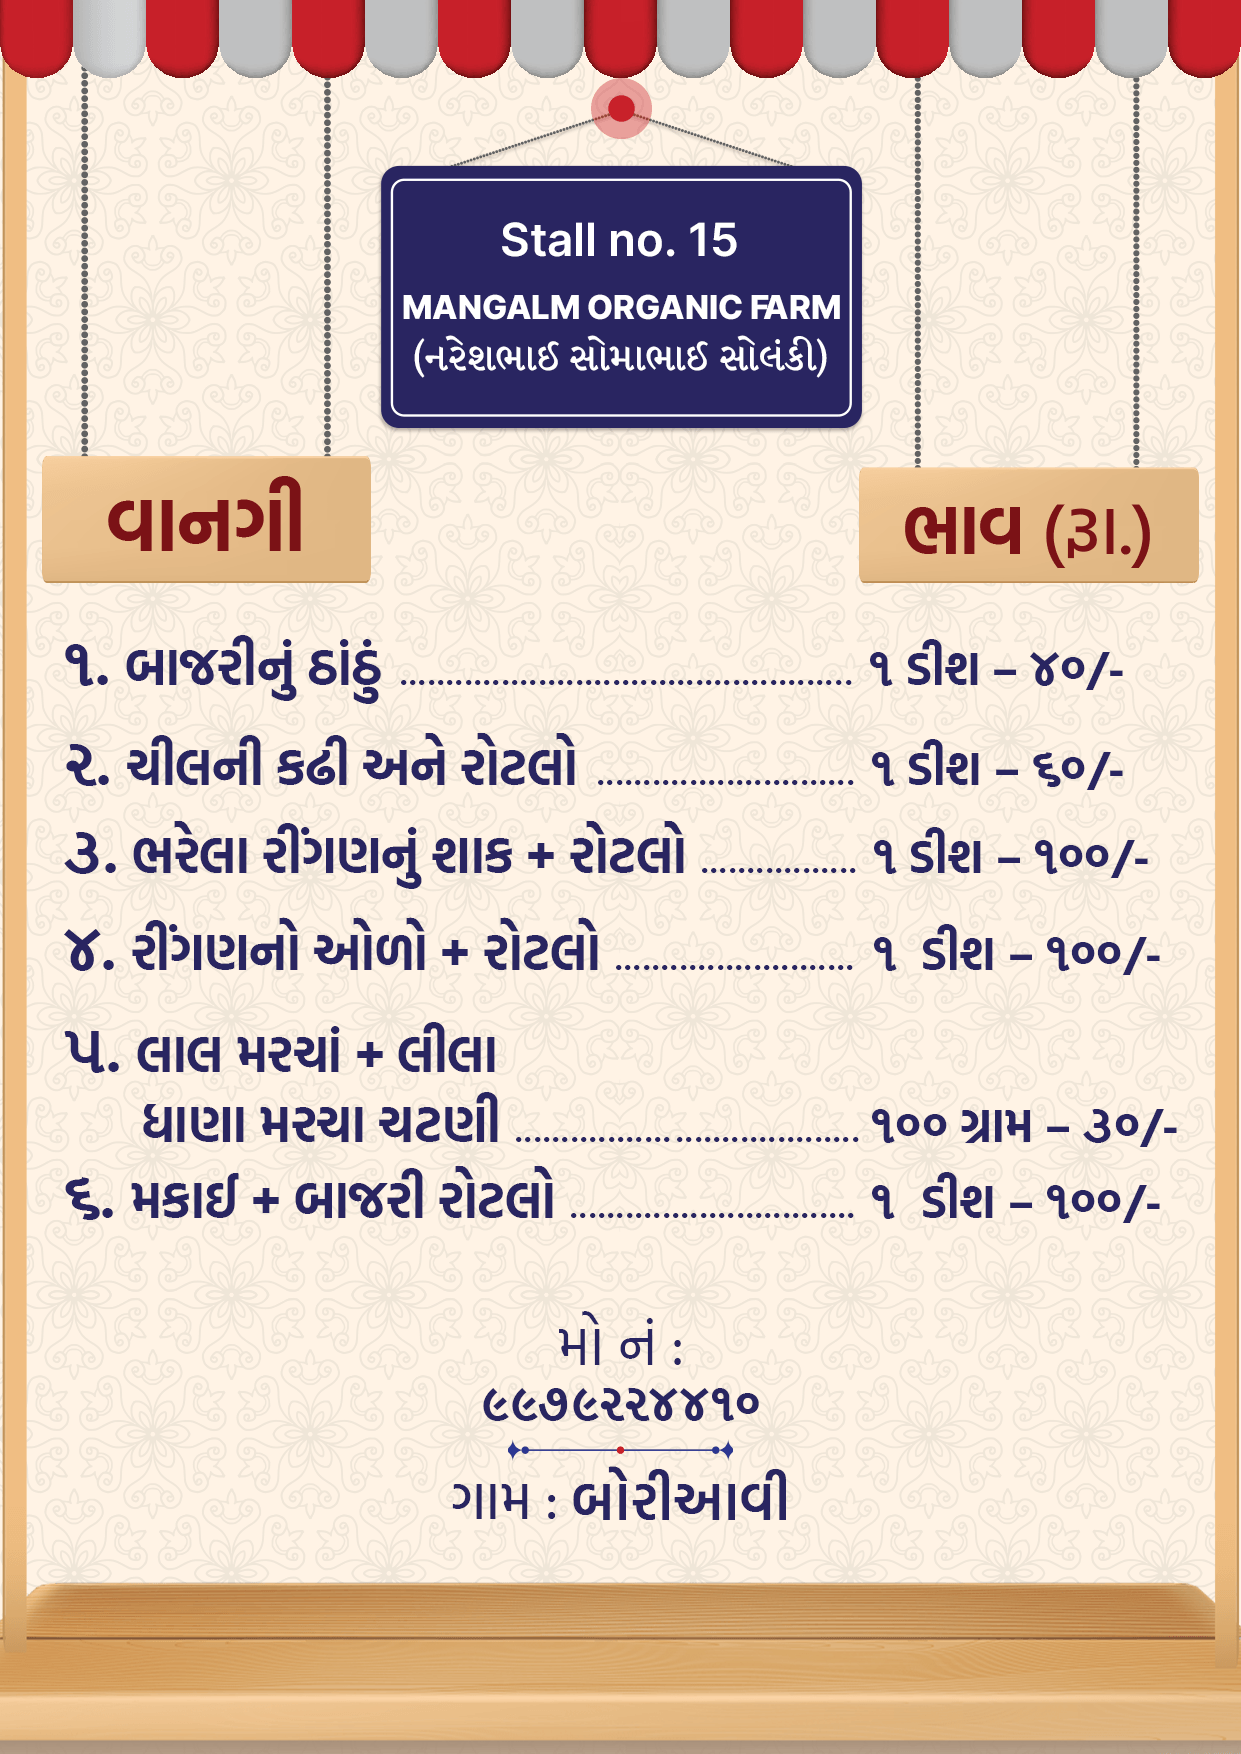 Stall no. 15
MANGALM ORGANIC FARM
(નરેશભાઈ સોમાભાઈ સોલંકી)
વાનગી
ભાવ (રૂા.)
૧. બાજરીનું ઠાંઠું ................................................. ૧ ડીશ – ૪૦/-
૨. ચીલની કઢી અને રોટલો ............................ ૧ ડીશ – ૬૦/-
૩. ભરેલા રીંગણનું શાક + રોટલો ................. ૧ ડીશ – ૧૦૦/-
૪. રીંગણનો ઓળો + રોટલો .......................... ૧ ડીશ – ૧૦૦/-
૫. લાલ મરચાં + લીલા
ધાણા મરચા ચટણી ..................................... ૧૦૦ ગ્રામ – ૩૦/-
૬. મકાઈ + બાજરી રોટલો ............................... ૧ ડીશ – ૧૦૦/-
મો નં :
૯૯૭૯૨૨૪૪૧૦
ગામ : બોરીઆવી